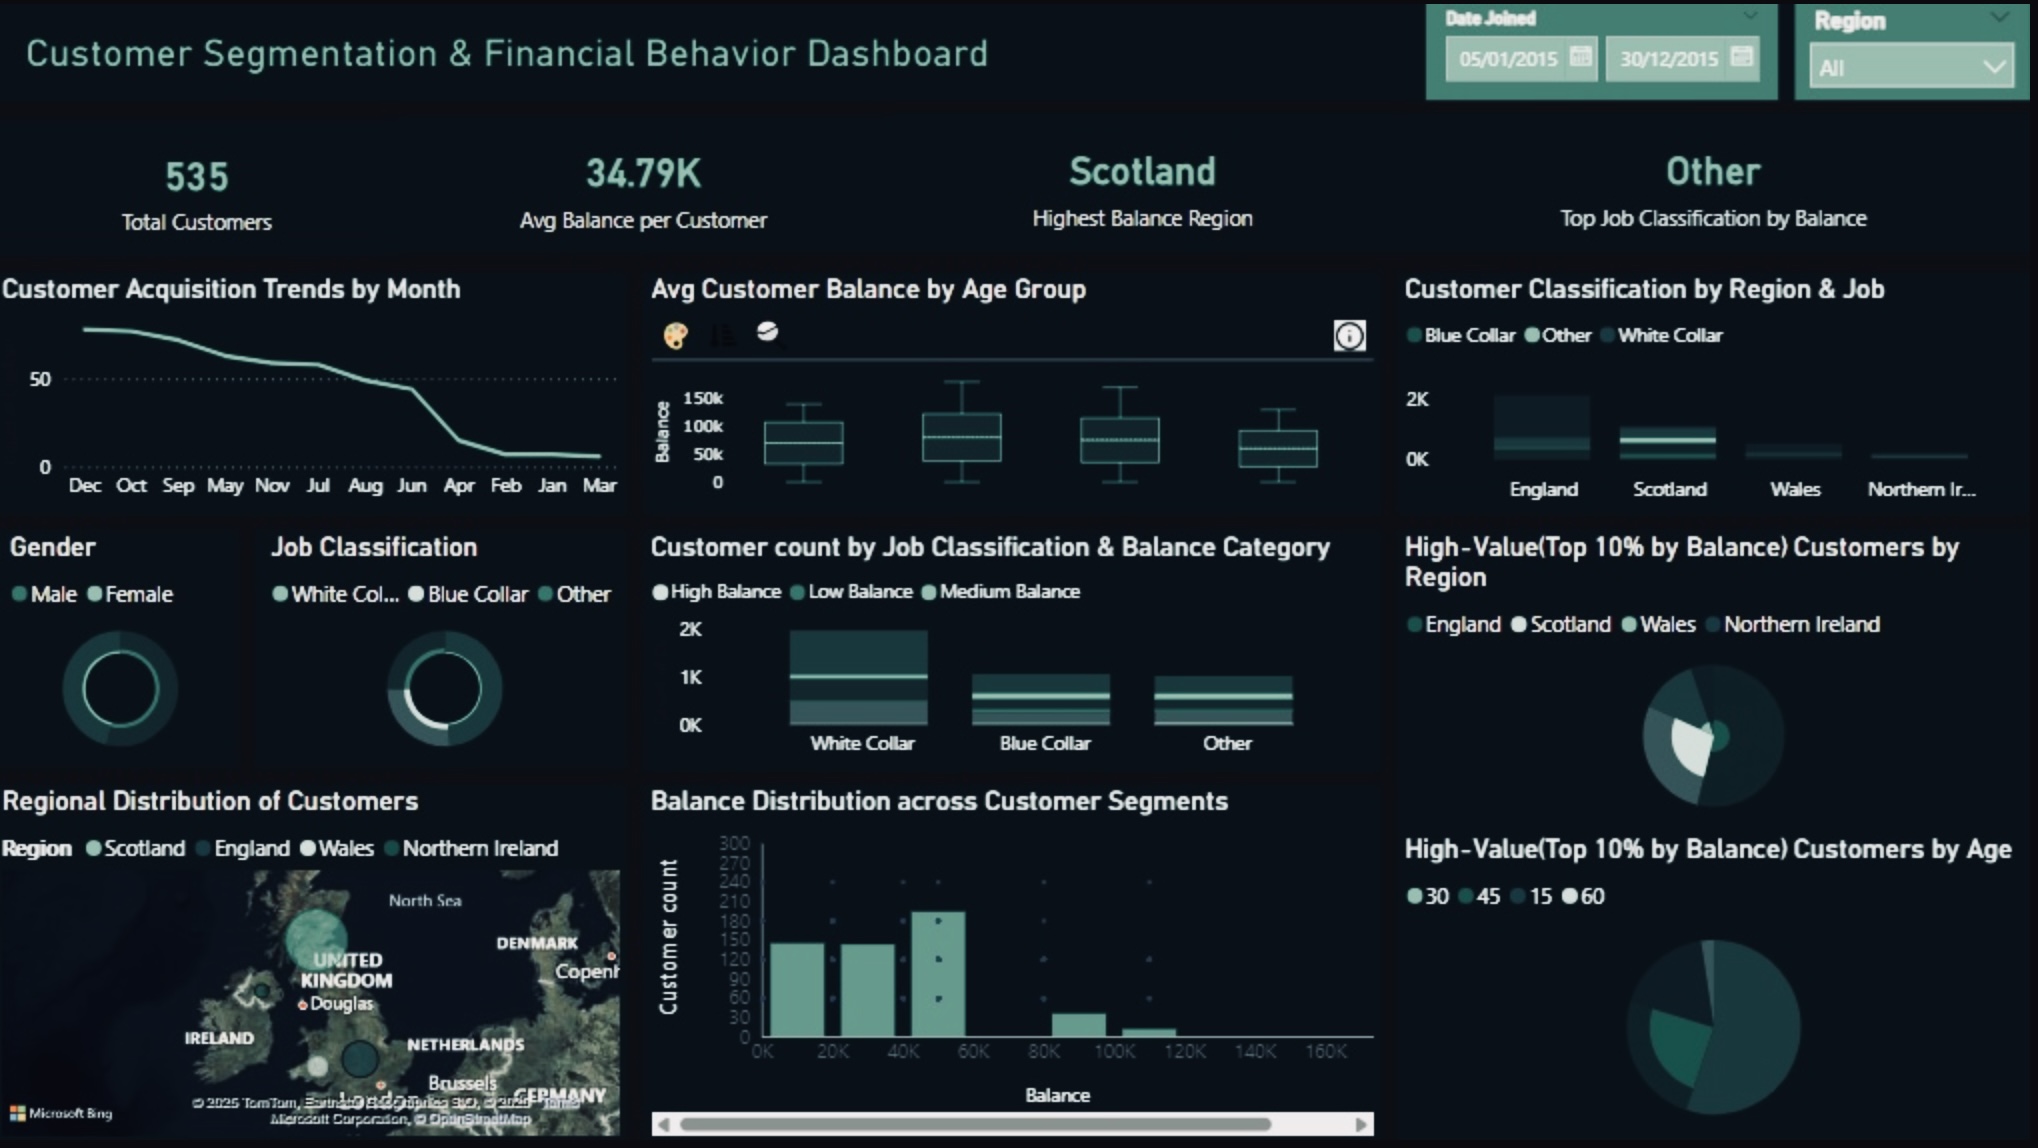 Customer Segmentation & Financial Behavior Dashboard
Date Joined
05/01/2015 30/12/2015
Region
All
535
Total Customers
34.79K
Avg Balance per Customer
Scotland
Highest Balance Region
Other
Top Job Classification by Balance
Customer Acquisition Trends by Month
50
0
Dec Oct Sep May Nov Jul Aug Jun Apr Feb Jan Mar
Avg Customer Balance by Age Group
Balance
150k
100k
50k
0
Customer Classification by Region & Job
Blue Collar Other White Collar
2K
0K
England Scotland Wales Northern Ir...
Gender
Male Female
Job Classification
White Col... Blue Collar Other
Customer count by Job Classification & Balance Category
High Balance Low Balance Medium Balance
2K
1K
0K
White Collar Blue Collar Other
High-Value(Top 10% by Balance) Customers by
Region
England Scotland Wales Northern Ireland
Regional Distribution of Customers
Region Scotland England Wales Northern Ireland
North Sea
DENMARK
UNITED
KINGDOM
Copenh
Douglas
IRELAND
NETHERLANDS
Brussels
London
GERMANY
Microsoft Bing
© 2025 TomTom,
Microsoft Corporation, © OpenStreetMap
Balance Distribution across Customer Segments
Customer count
300
270
240
210
180
150
120
90
60
30
0
0K 20K 40K 60K 80K 100K 120K 140K 160K
Balance
High-Value(Top 10% by Balance) Customers by Age
30 45 15 60